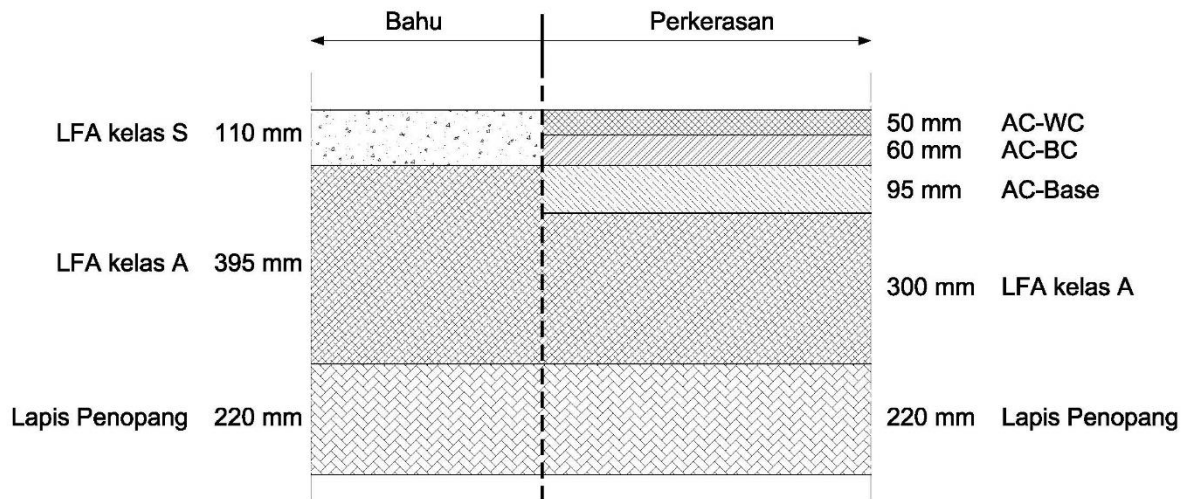 Bahu Perkerasan
LFA kelas S 110 mm
LFA kelas A 395 mm
Lapis Penopang 220 mm
50 mm AC-WC
60 mm AC-BC
95 mm AC-Base
300 mm LFA kelas A
220 mm Lapis Penopang